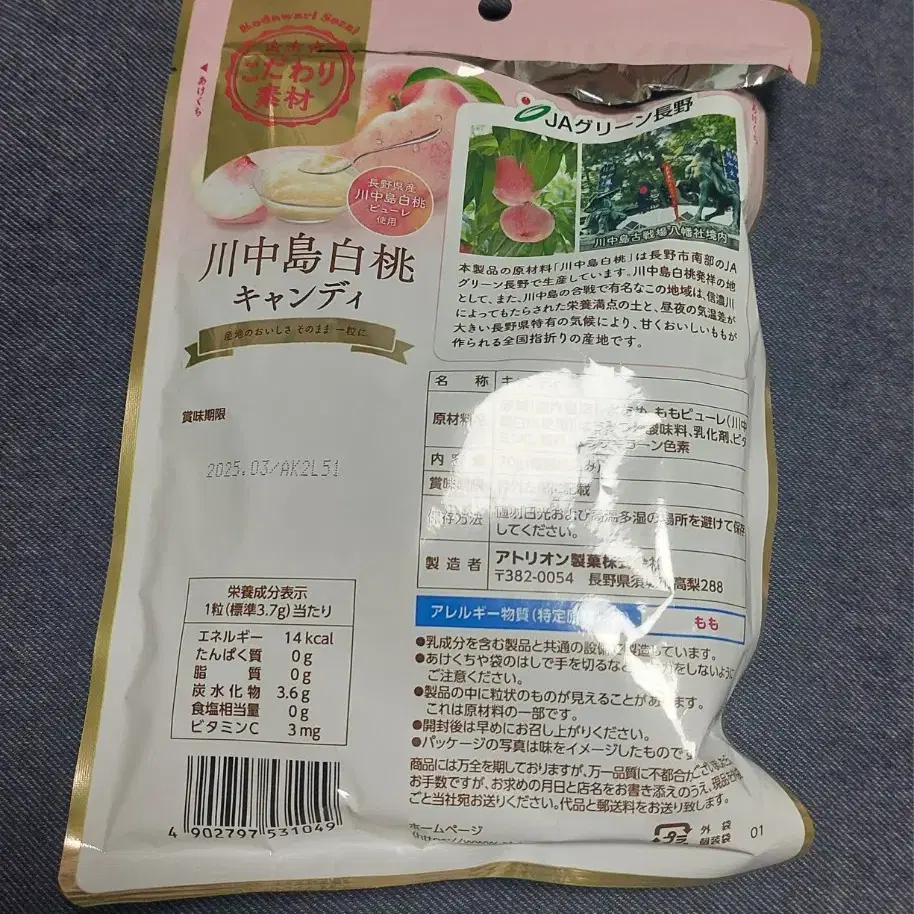 Kodawari Sozai
こだわり
素材
あけくち
長野県産
川中島白桃
ピューレ
使用
川中島白桃
キャンディ
産地のおいしさ そのまま 一粒に
JAグリーン長野
川中島古戦場八幡社境内
本製品の原材料「川中島白桃」は長野市南部のJA
グリーン長野で生産しています。川中島白桃発祥の地
として、また、川中島の合戦で有名なこの地域は、信濃川
によってもたらされた栄養満点の土と、昼夜の気温差が
大きい長野県特有の気候により、甘くおいしいももが
作られる全国指折りの産地です。
賞味期限
2025.03/AK2L51
名 称
原材料名
ももピューレ(川中
酸味料、乳化剤、ビタ
コーン色素
内
賞味期限
に記載
保存方法 直射日光および高温多湿の場所を避けて保存
してください。
製造者 アトリオン製菓株式会社
〒382-0054 長野県須 高梨288
アレルギー物質(特定 もも
●乳成分を含む製品と共通の設備 製造しています。
●あけくちや袋のはしで手を切るなど をしないように
ご注意ください。
●製品の中に粒状のものが見えることがあります。
これは原材料の一部です。
●開封後は早めにお召し上がりください。
●パッケージの写真は味をイメージしたものです
商品には万全を期しておりますが、万一品質に不都合がござい
お手数ですが、お求めの月日と店名をお書き添えのうえ、現品を
ごと当社宛お送りください。代品と郵送料をお送り致します。
ホームページ
栄養成分表示
1粒(標準3.7g)当たり
エネルギー 14kcal
たんぱく質 0g
脂質 0g
炭水化物 3.6g
食塩相当量 0g
ビタミンC 3mg
4 902797 531049
プラ
外袋
個装袋
01